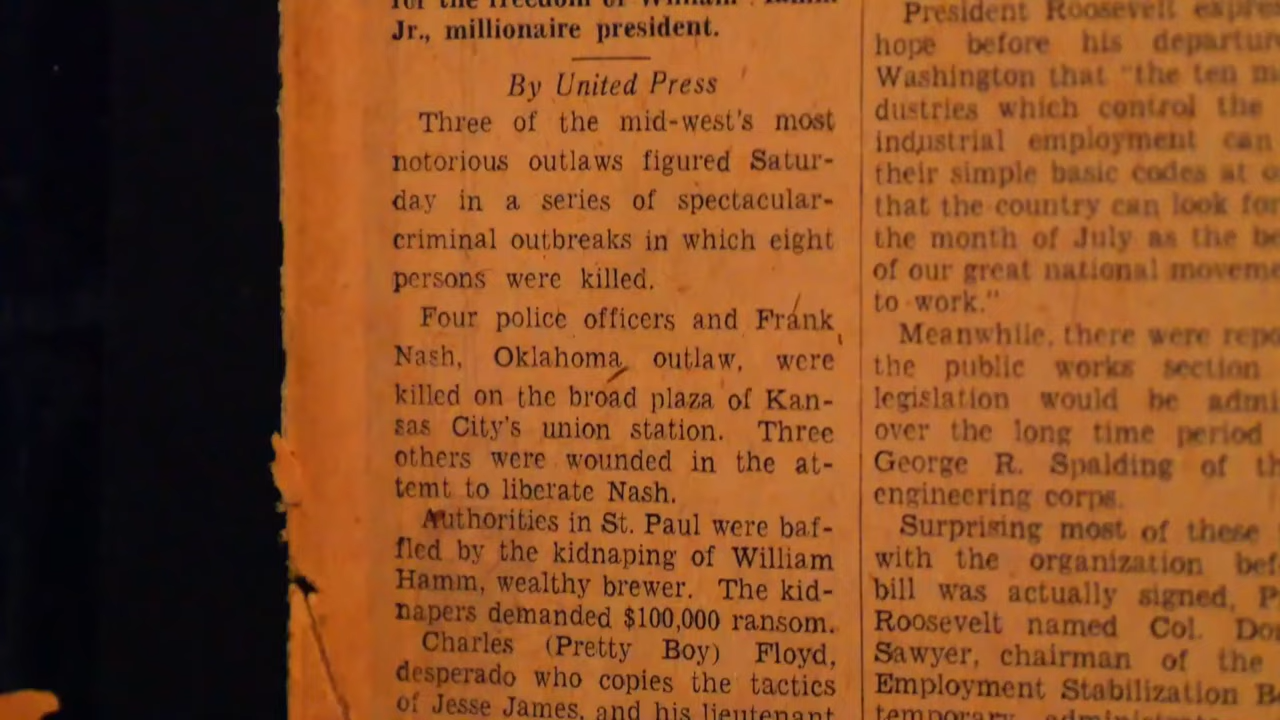 for the freedom of William
Jr., millionaire president.
By United Press
Three of the mid-west's most
notorious outlaws figured Satur-
day in a series of spectacular-
criminal outbreaks in which eight
persons were killed.
Four police officers and Frank
Nash, Oklahoma outlaw, were
killed on the broad plaza of Kan-
sas City's union station. Three
others were wounded in the at-
temt to liberate Nash.
Authorities in St. Paul were baf-
fled by the kidnaping of William
Hamm, wealthy brewer. The kid-
napers demanded $100,000 ransom.
Charles (Pretty Boy) Floyd,
desperado who copies the tactics
of Jesse James, and his lieutenant
President Roosevelt
hope before his
Washington that "the ten
dustries which control the
industrial employment can
their simple basic codes at
that the country can look
the month of July as the
of our great national
to work."
Meanwhile, there were
the public works section
legislation would be
over the long time period
George R. Spalding of
engineering corps.
Surprising most of these
with the organization
bill was actually signed,
Roosevelt named Col.
Sawyer, chairman of the
Employment Stabilization
temporary